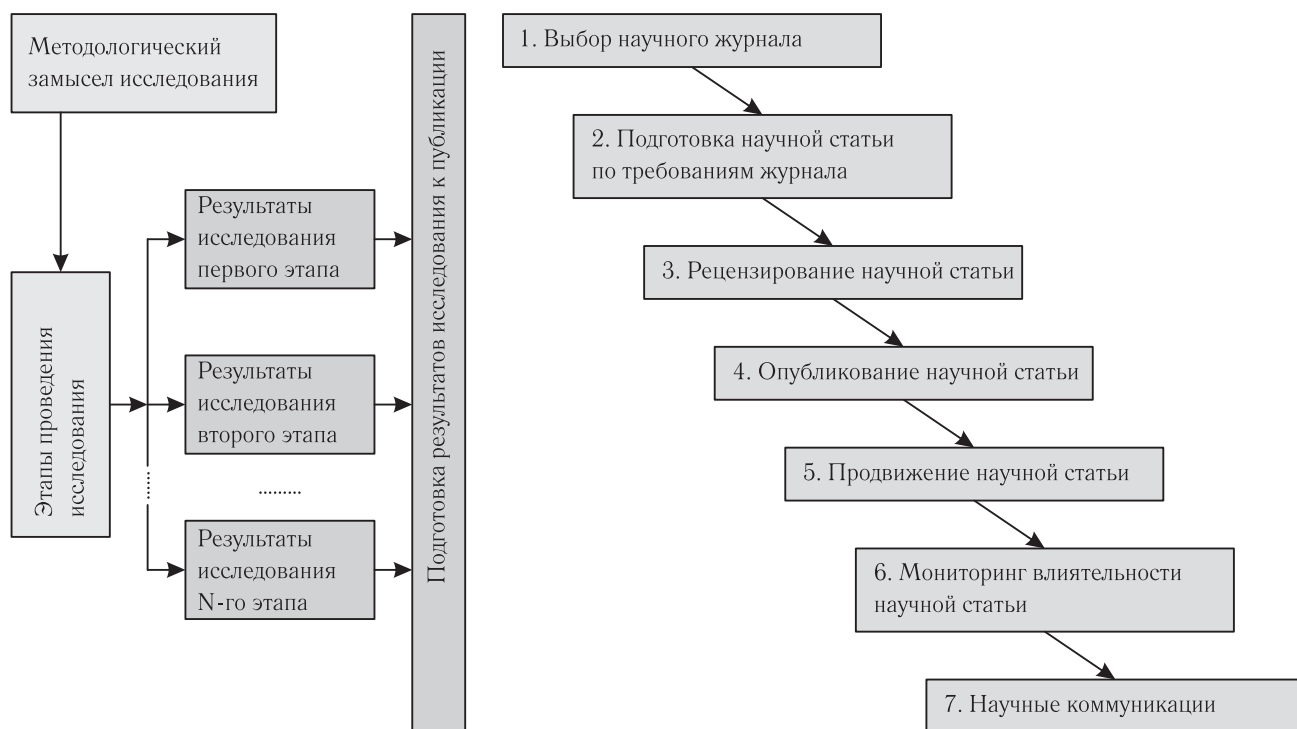 Методологический
замысел исследования
Этапы проведения
исследования
Результаты
исследования
первого этапа
Результаты
исследования
второго этапа
.........
Результаты
исследования
N-го этапа
Подготовка результатов исследования к публикации
1. Выбор научного журнала
2. Подготовка научной статьи
по требованиям журнала
3. Рецензирование научной статьи
4. Опубликование научной статьи
5. Продвижение научной статьи
6. Мониторинг влиятельности
научной статьи
7. Научные коммуникации